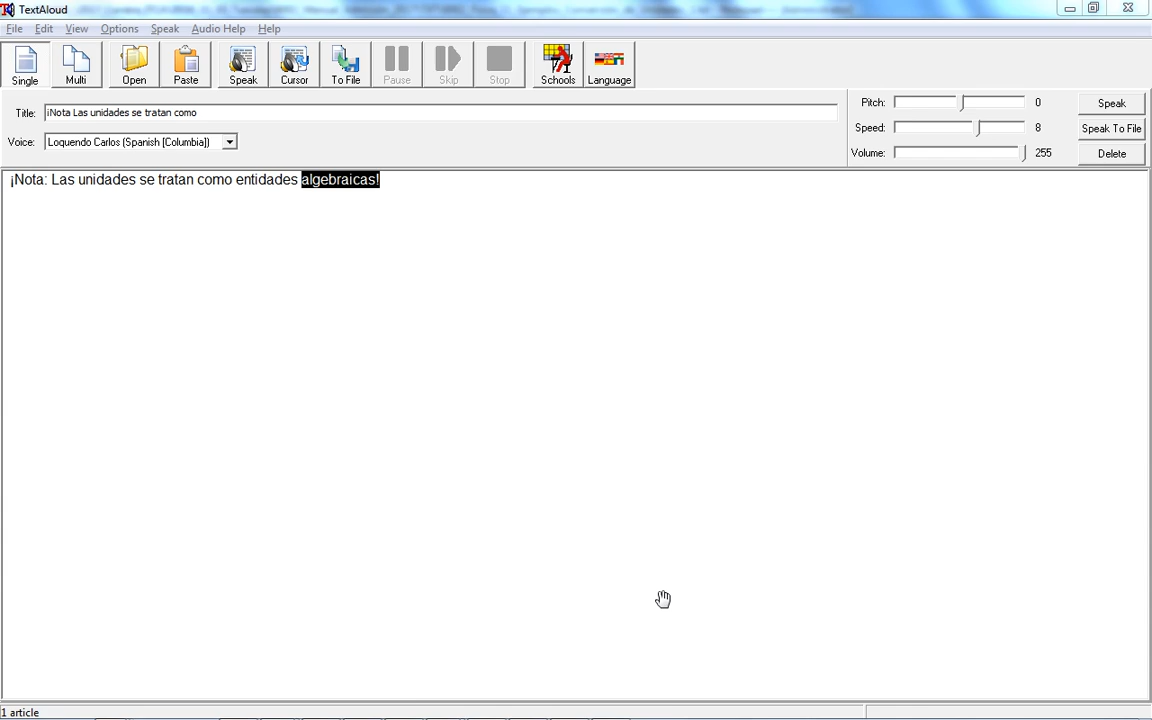 TextAloud
File Edit View Options Speak Audio Help Help
Single Multi Open Paste Speak Cursor To File Pause Skip Stop Schools Language
Title: ¡Nota Las unidades se tratan como
Pitch: 0 Speak
Speed: 8 Speak To File
Voice: Loquendo Carlos (Spanish [Columbia])
Volume: 255 Delete
¡Nota: Las unidades se tratan como entidades algebraicas!
1 article